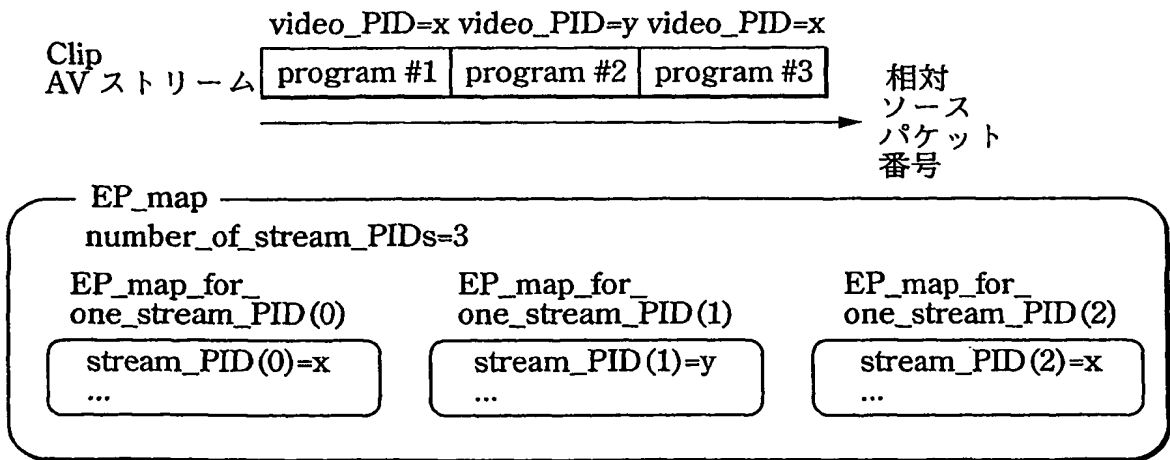 video_PID=x video_PID=y video_PID=x
Clip
AV ストリーム
program #1 program #2 program #3
相対
ソース
パケット
番号
EP_map
number_of_stream_PIDs=3
EP_map_for_
one_stream_PID(0)
stream_PID(0)=x
...
EP_map_for_
one_stream_PID(1)
stream_PID(1)=y
...
EP_map_for_
one_stream_PID(2)
stream_PID(2)=x
...